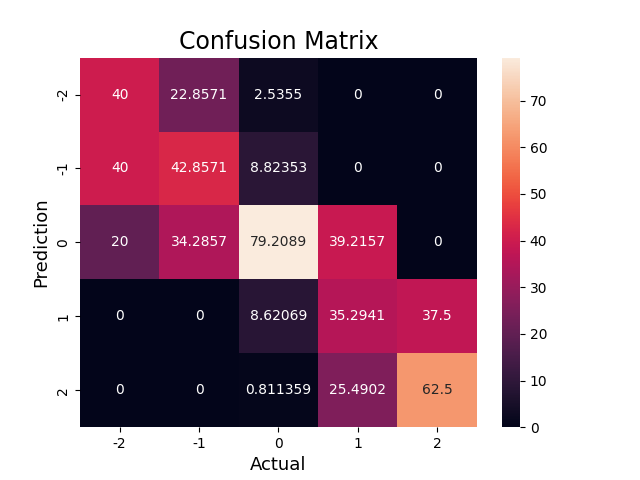 Confusion Matrix
-2 40 22.8571 2.5355 0 0
-1 40 42.8571 8.82353 0 0
0 20 34.2857 79.2089 39.2157 0
1 0 0 8.62069 35.2941 37.5
2 0 0 0.811359 25.4902 62.5
-2 -1 0 1 2
Prediction
Actual
70
60
50
40
30
20
10
0